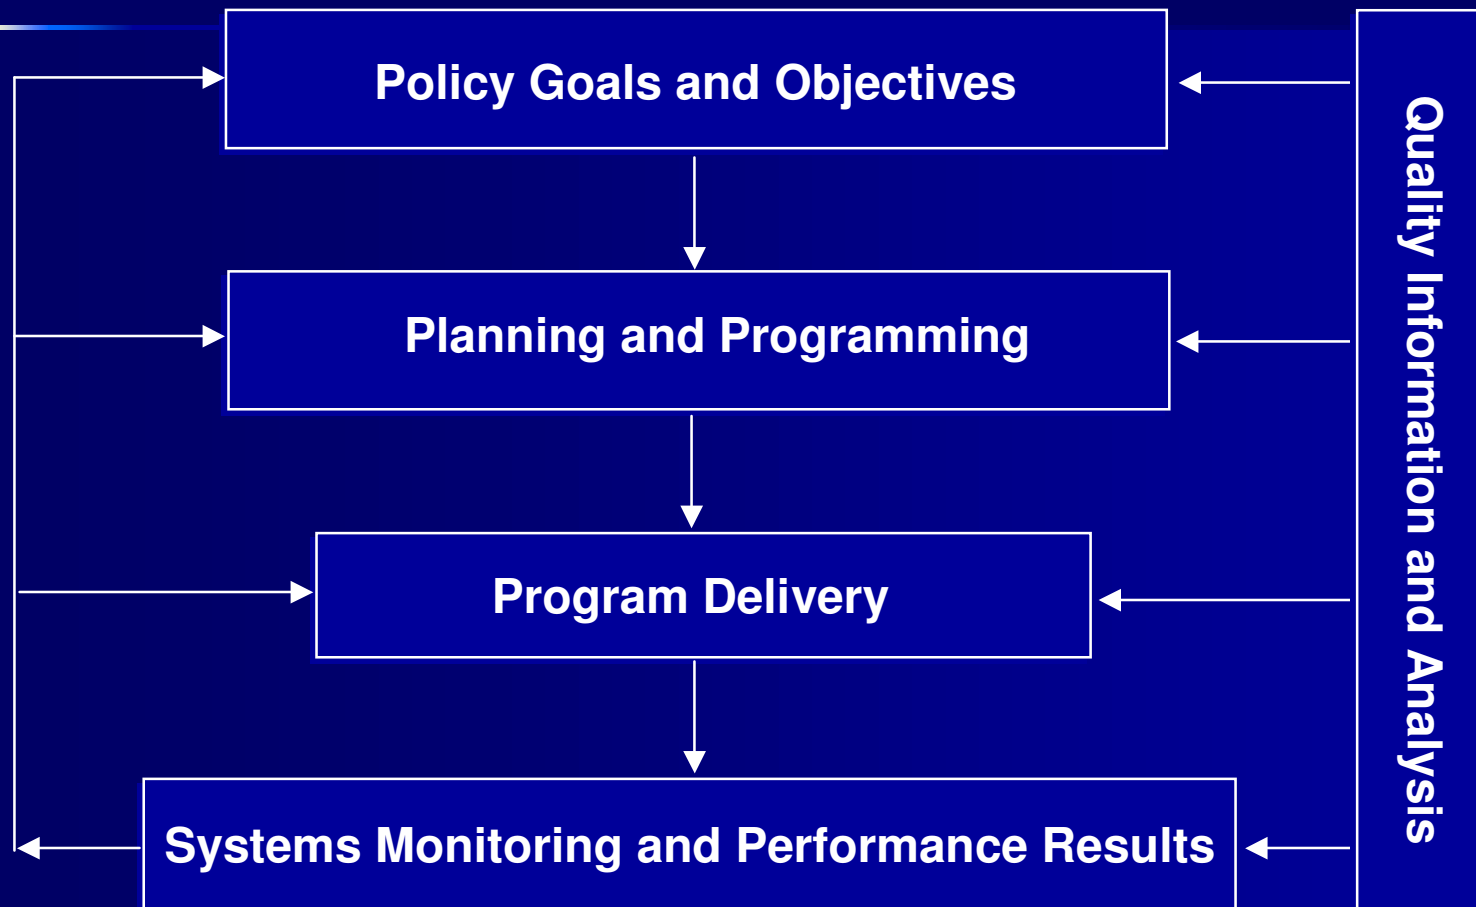 Policy Goals and Objectives
Planning and Programming
Program Delivery
Systems Monitoring and Performance Results
Quality Information and Analysis